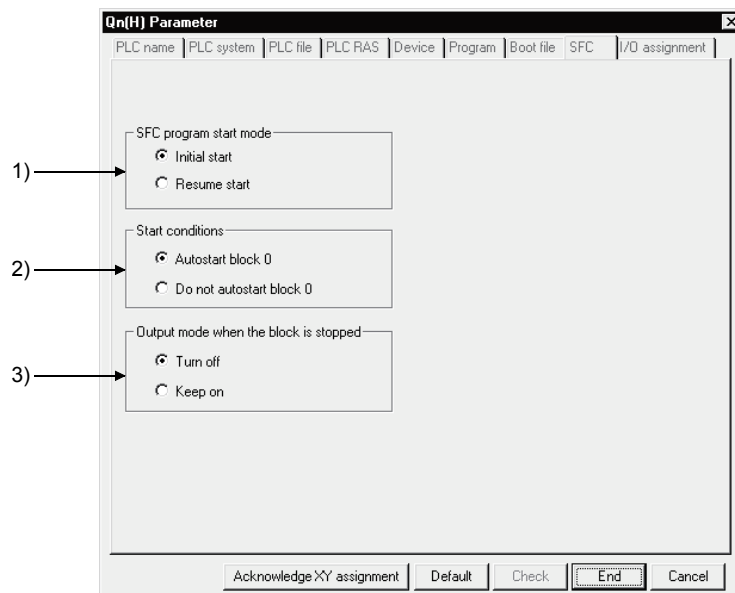 Qn(H) Parameter
PLC name PLC system PLC file PLC RAS Device Program Boot file SFC I/O assignment
SFC program start mode
1)
Initial start
Resume start
Start conditions
2)
Autostart block 0
Do not autostart block 0
Output mode when the block is stopped
3)
Turn off
Keep on
Acknowledge XY assignment Default Check End Cancel